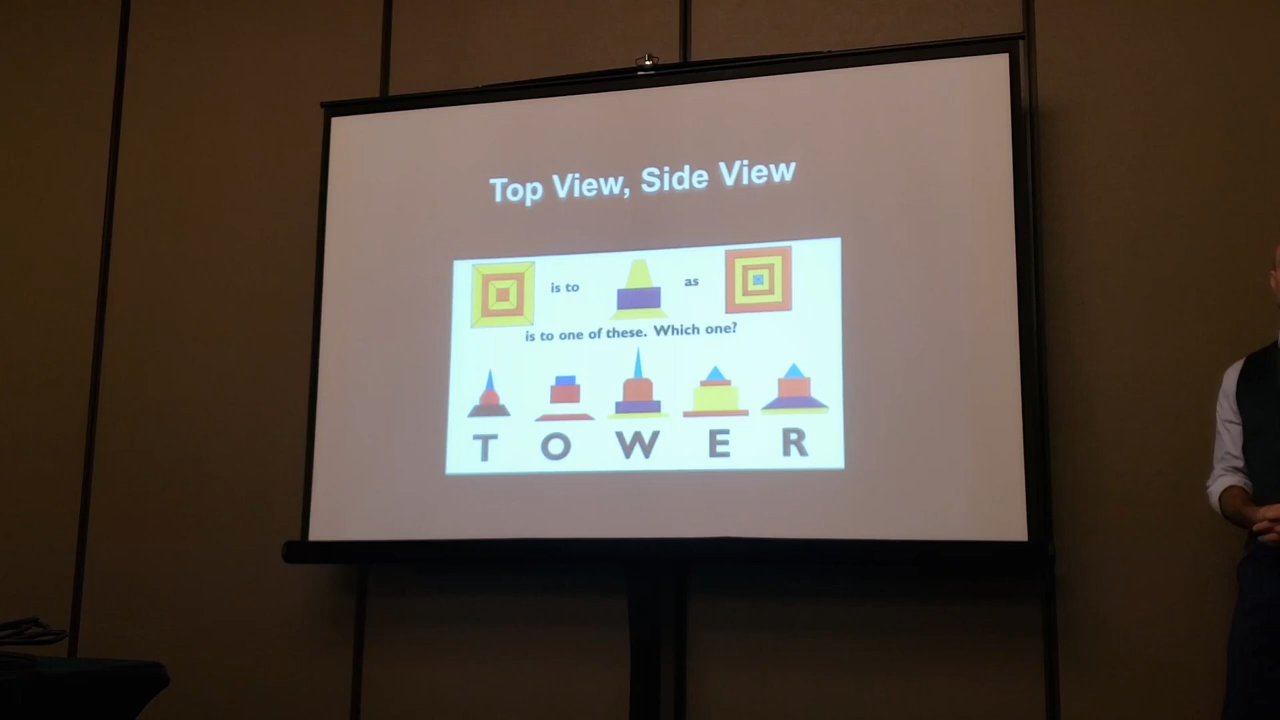 Top View, Side View
is to
as
is to one of these. Which one?
T O W E R